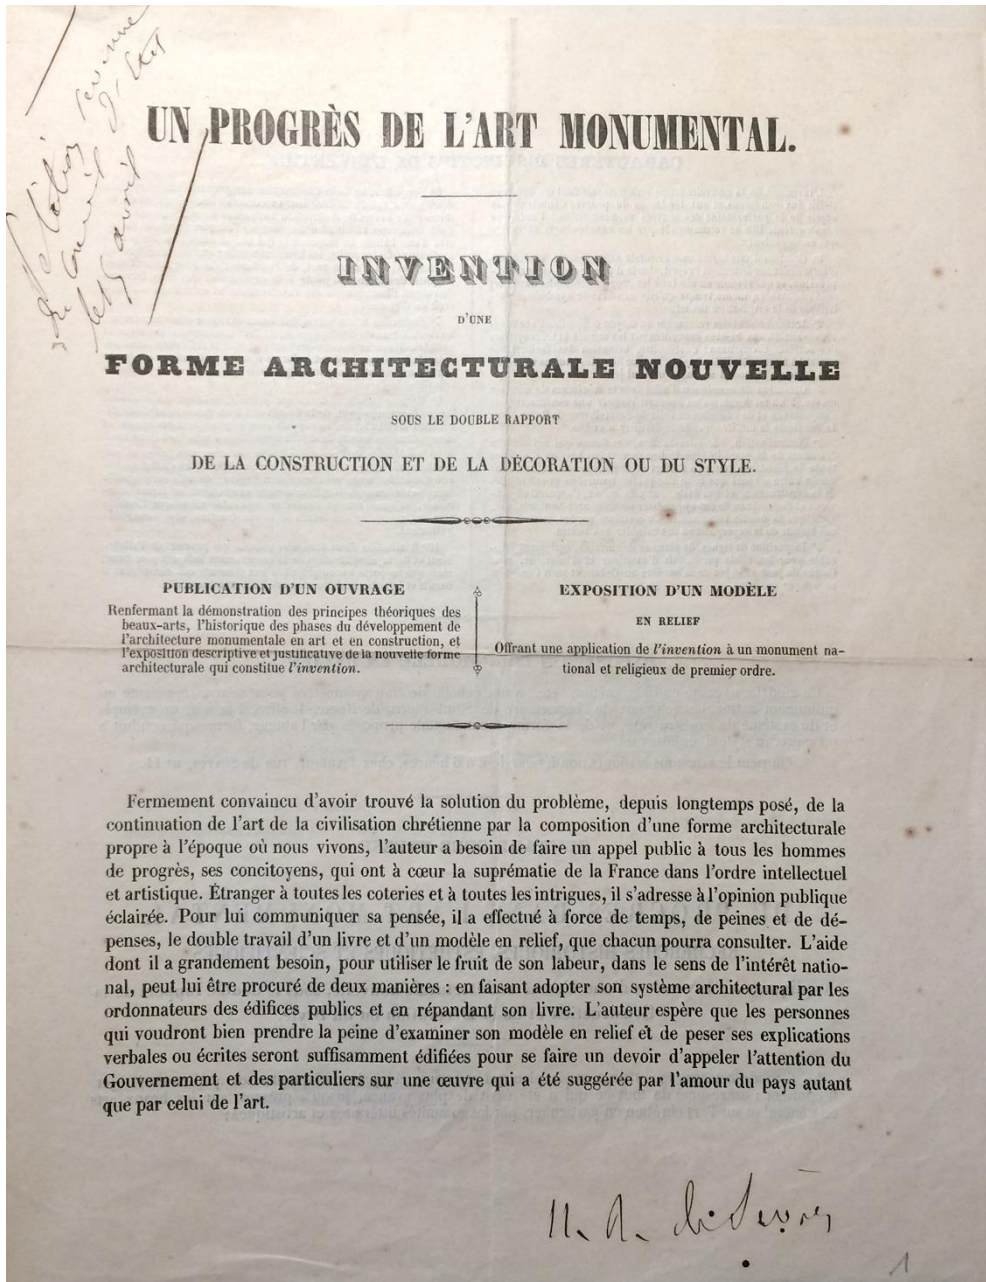 UN PROGRÈS DE L'ART MONUMENTAL.
INVENTION
D'UNE
FORME ARCHITECTURALE NOUVELLE
SOUS LE DOUBLE RAPPORT
DE LA CONSTRUCTION ET DE LA DÉCORATION OU DU STYLE.
PUBLICATION D'UN OUVRAGE
Renfermant la démonstration des principes théoriques des
beaux-arts, l'historique des phases du développement de
l'architecture monumentale en art et en construction, et
l'exposition descriptive et justificative de la nouvelle forme
architecturale qui constitue l'invention.
EXPOSITION D'UN MODÈLE
EN RELIEF
Offrant une application de l'invention à un monument na-
tional et religieux de premier ordre.
Fermement convaincu d'avoir trouvé la solution du problème, depuis longtemps posé, de la
continuation de l'art de la civilisation chrétienne par la composition d'une forme architecturale
propre à l'époque où nous vivons, l'auteur a besoin de faire un appel public à tous les hommes
de progrès, ses concitoyens, qui ont à cœur la suprématie de la France dans l'ordre intellectuel
et artistique. Étranger à toutes les coteries et à toutes les intrigues, il s'adresse à l'opinion publique
éclairée. Pour lui communiquer sa pensée, il a effectué à force de temps, de peines et de dé-
penses, le double travail d'un livre et d'un modèle en relief, que chacun pourra consulter. L'aide
dont il a grandement besoin, pour utiliser le fruit de son labeur, dans le sens de l'intérêt natio-
nal, peut lui être procuré de deux manières : en faisant adopter son système architectural par les
ordonnateurs des édifices publics et en répandant son livre. L'auteur espère que les personnes
qui voudront bien prendre la peine d'examiner son modèle en relief et de peser ses explications
verbales ou écrites seront suffisamment édifiées pour se faire un devoir d'appeler l'attention du
Gouvernement et des particuliers sur une œuvre qui a été suggérée par l'amour du pays autant
que par celui de l'art.
1